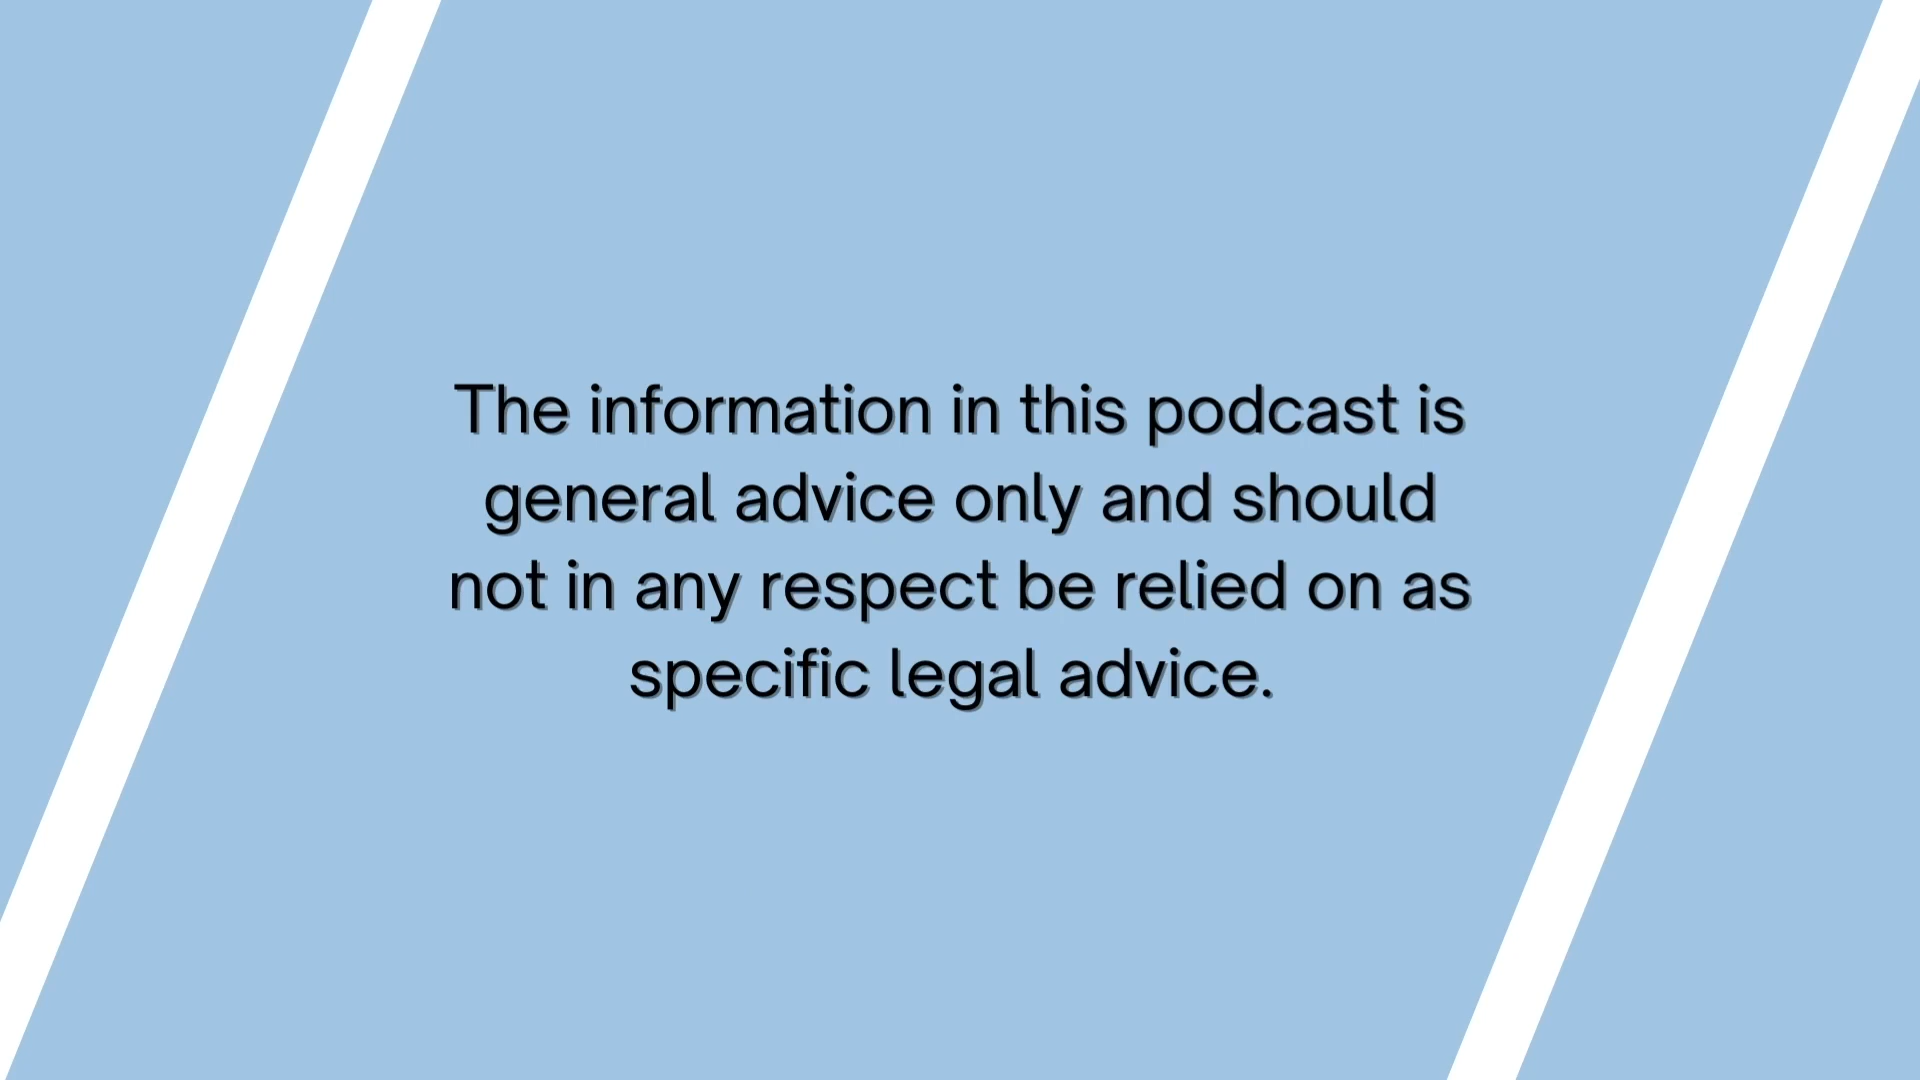 The information in this podcast is
general advice only and should
not in any respect be relied on as
specific legal advice.